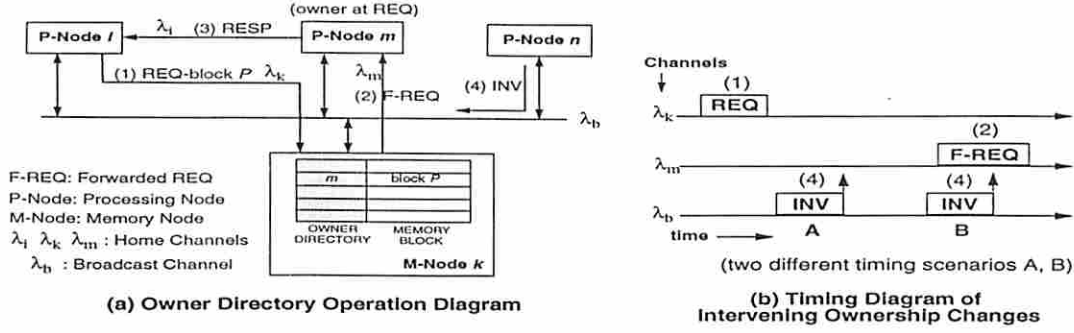 (owner at REQ)
P-Node l
λi (3) RESP
P-Node m
P-Node n
(1) REQ-block P λk
λm
(2) F-REQ
(4) INV
λb
F-REQ: Forwarded REQ
P-Node: Processing Node
M-Node: Memory Node
λi λk λm : Home Channels
λb : Broadcast Channel
m block P
OWNER DIRECTORY
MEMORY BLOCK
M-Node k
(a) Owner Directory Operation Diagram
Channels
(1)
λk REQ
(2)
λm F-REQ
(4) (4)
λb INV INV
time A B
(two different timing scenarios A, B)
(b) Timing Diagram of
Intervening Ownership Changes